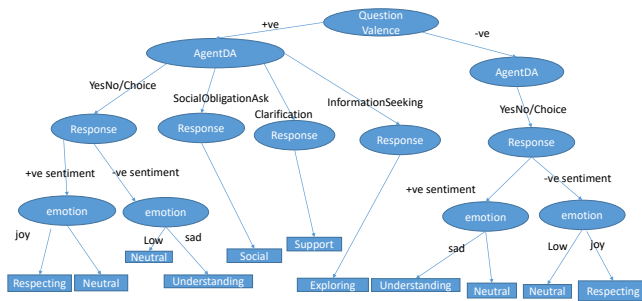 Question
Valence
+ve
-ve
AgentDA
AgentDA
YesNo/Choice
SocialObligationAsk
Clarification
InformationSeeking
YesNo/Choice
Response
Response
Response
Response
Response
+ve sentiment
-ve sentiment
+ve sentiment
-ve sentiment
emotion
emotion
emotion
emotion
joy
Low
sad
sad
Low
joy
Neutral
Social
Support
Respecting
Neutral
Understanding
Exploring
Understanding
Neutral
Neutral
Respecting